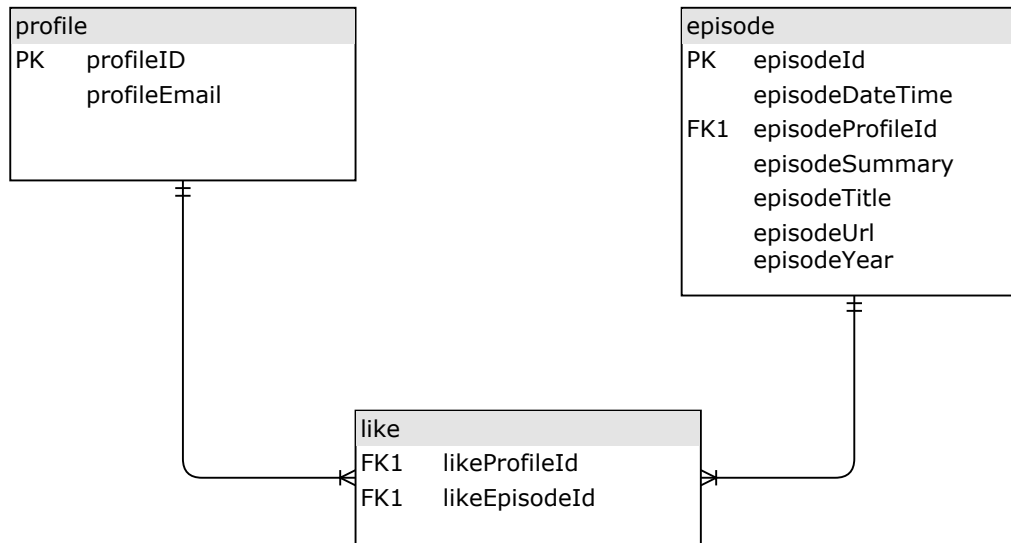 profile
PK profileID
profileEmail
episode
PK episodeId
episodeDateTime
FK1 episodeProfileId
episodeSummary
episodeTitle
episodeUrl
episodeYear
like
FK1 likeProfileId
FK1 likeEpisodeId